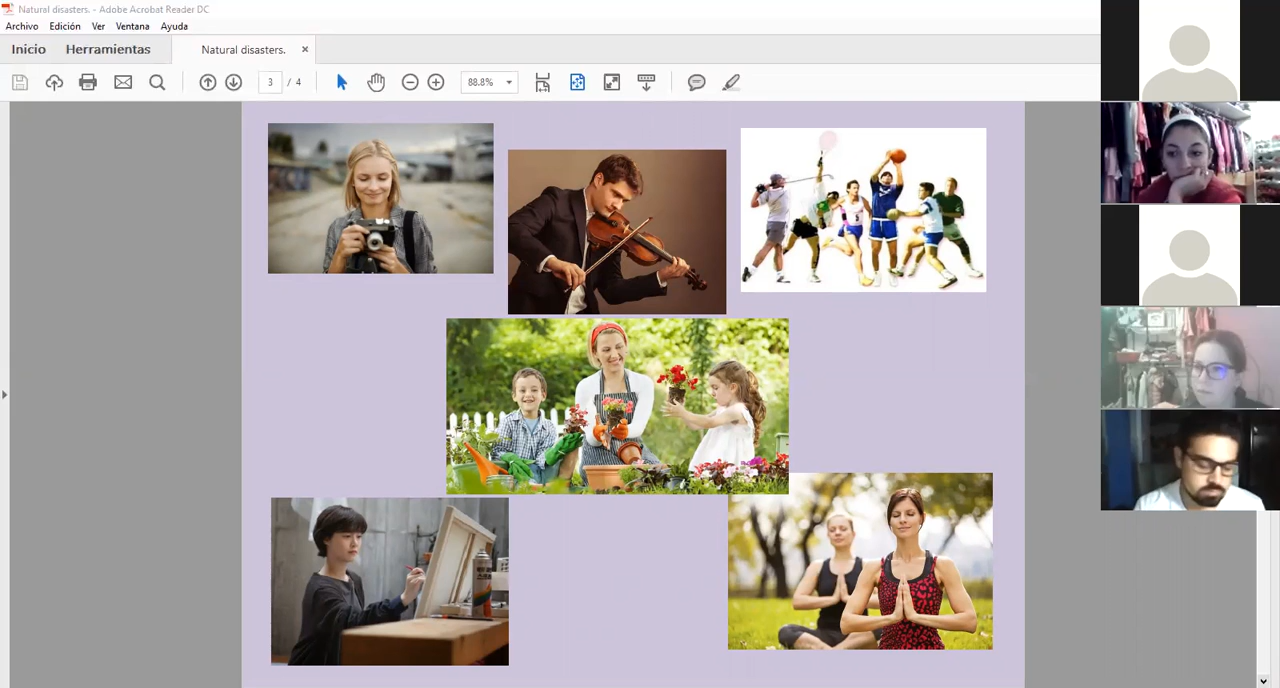 Natural disasters. - Adobe Acrobat Reader DC
Archivo Edición Ver Ventana Ayuda
Inicio Herramientas Natural disasters. ×
3 / 4 88.8%